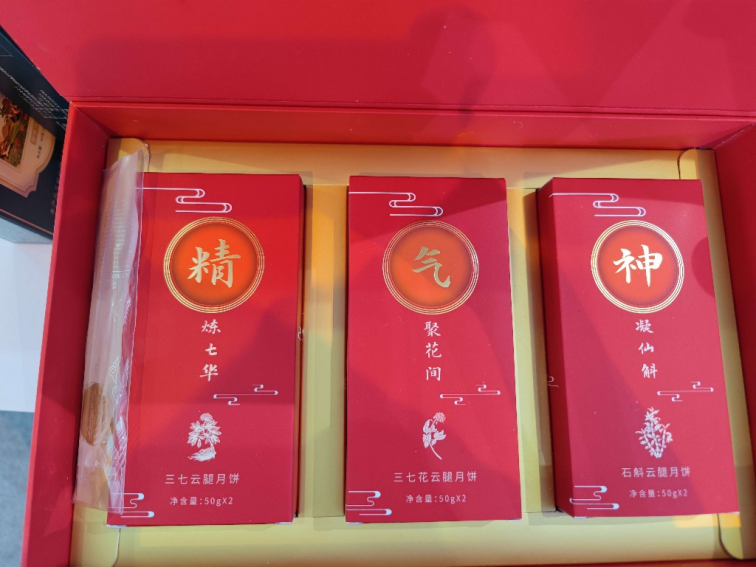 精
炼七华
三七云腿月饼
净含量:50gX2
气
聚花间
三七花云腿月饼
净含量:50gX2
神
凝仙斛
石斛云腿月饼
净含量:50gX2